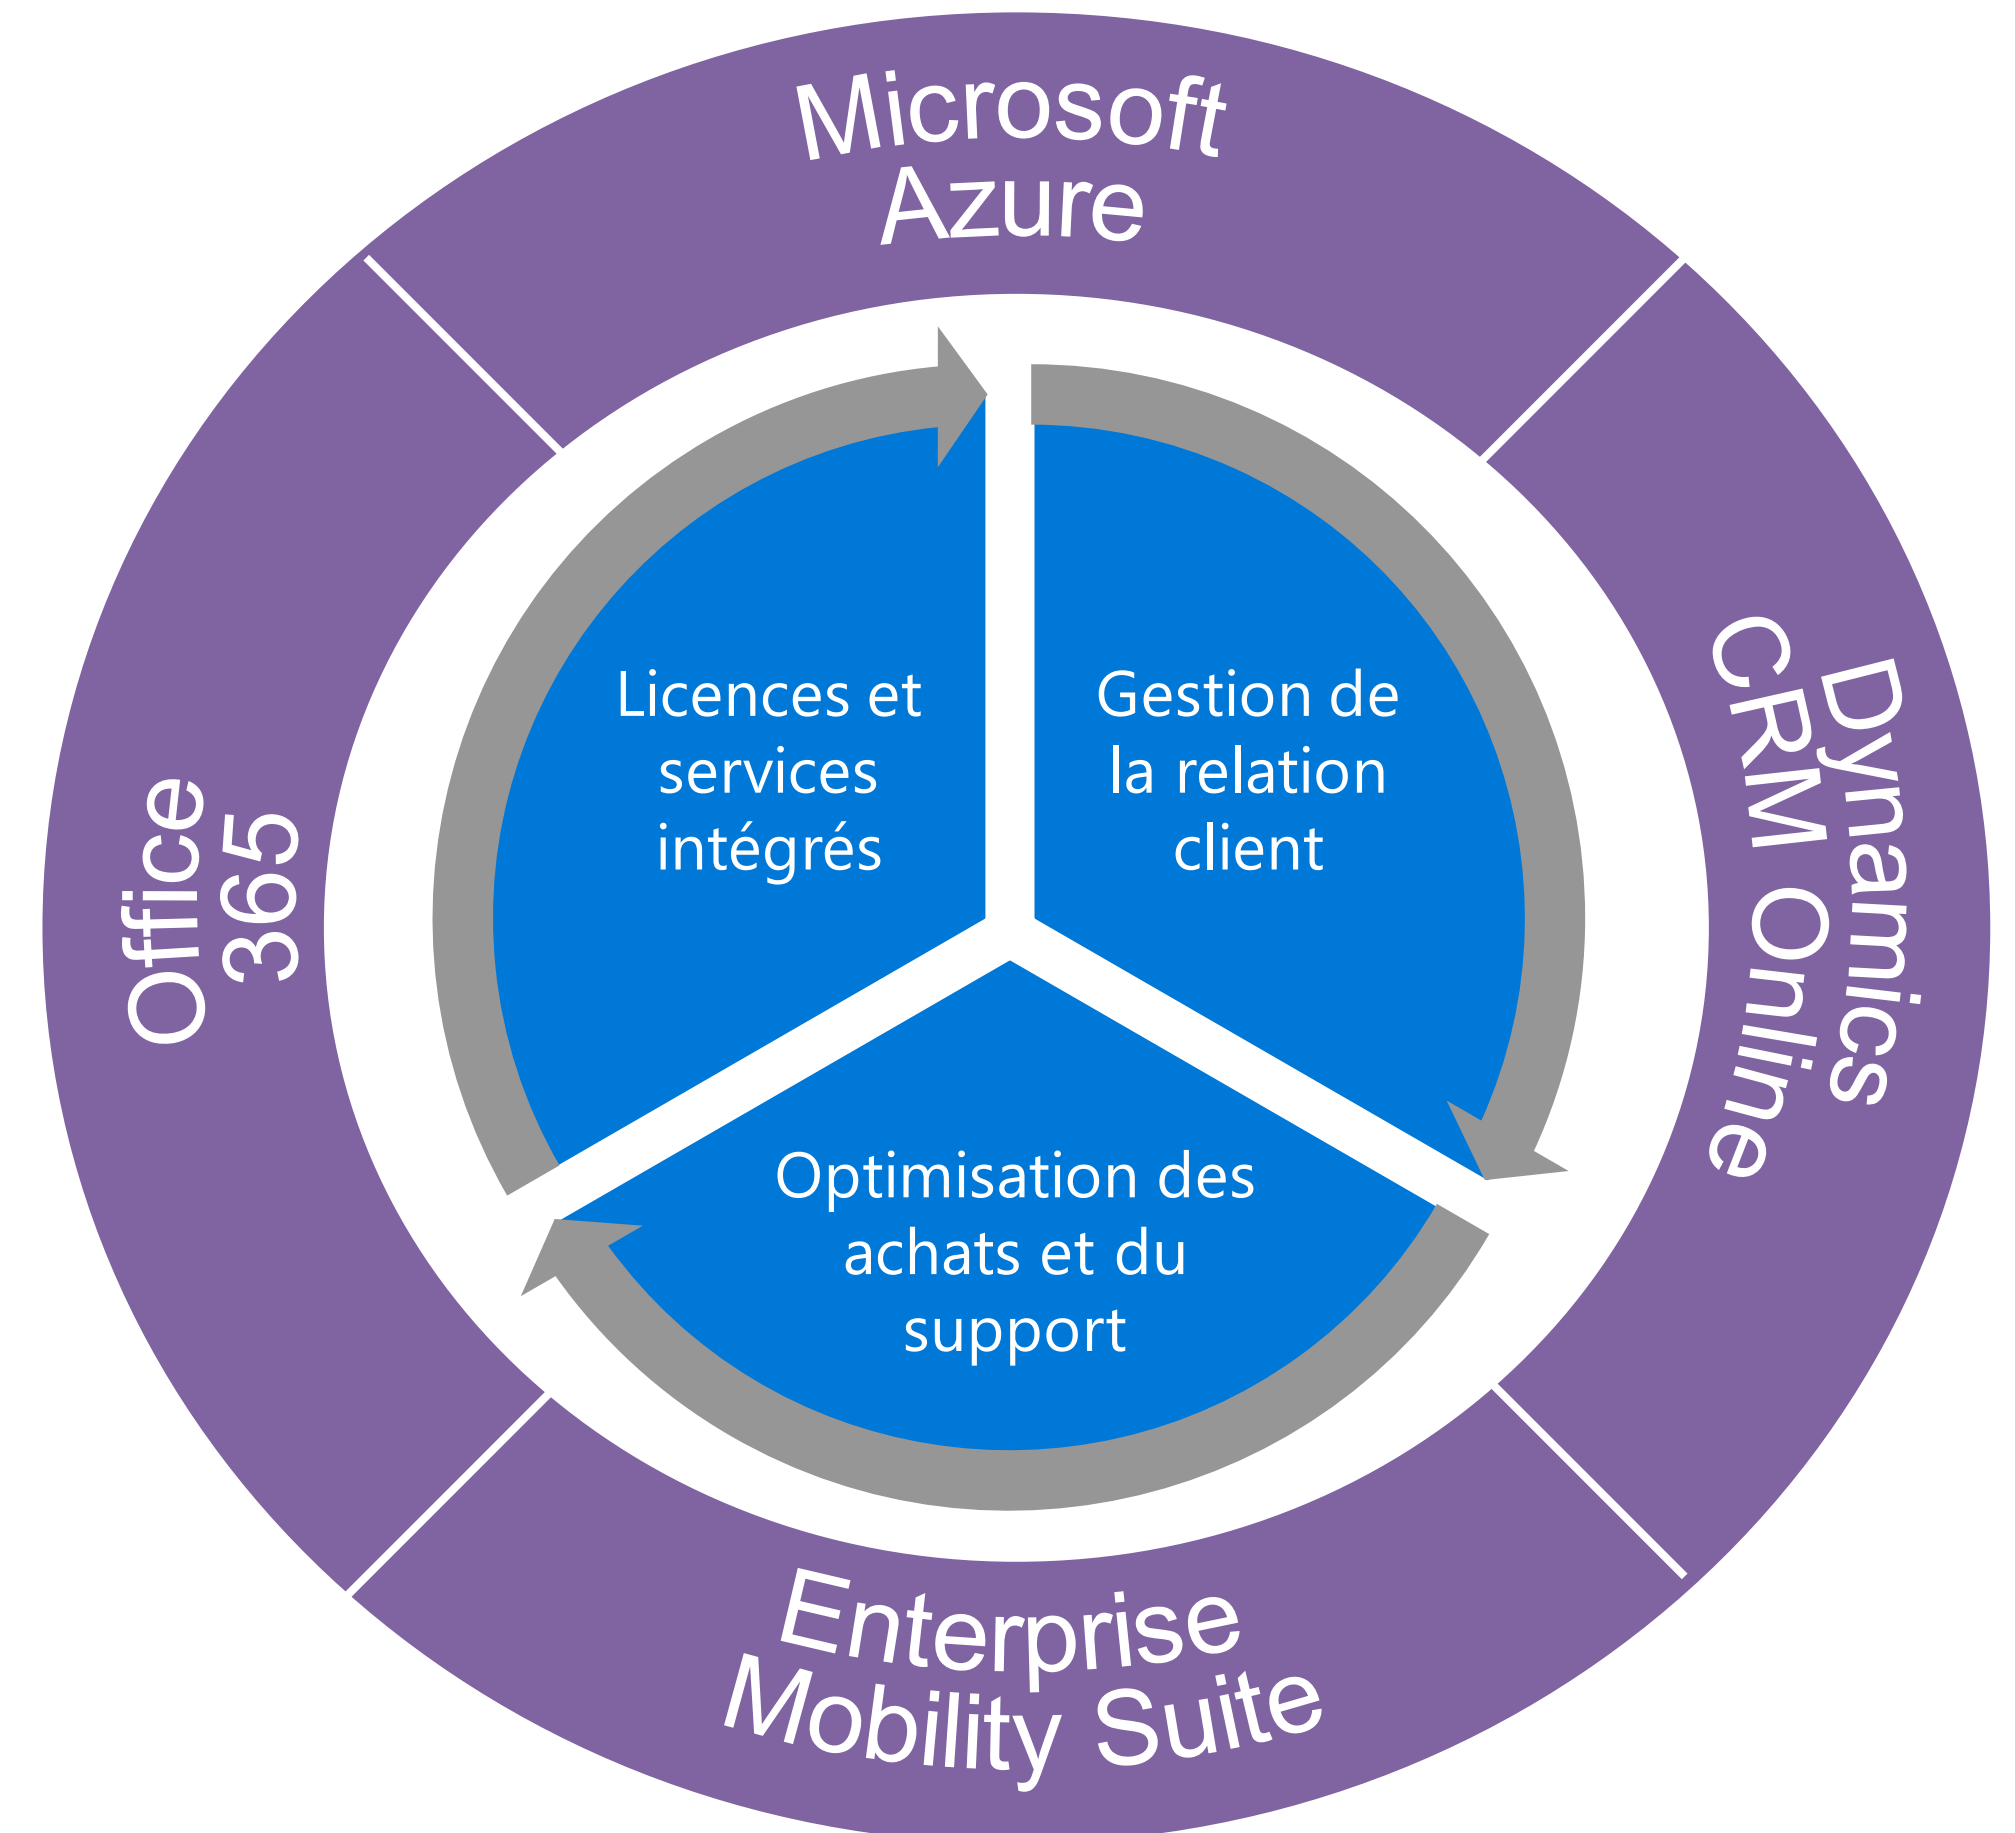 Microsoft
Azure
Office
365
Licences et
services
intégrés
Gestion de
la relation
client
Dynamics
CRM Online
Optimisation des
achats et du
support
Enterprise
Mobility Suite